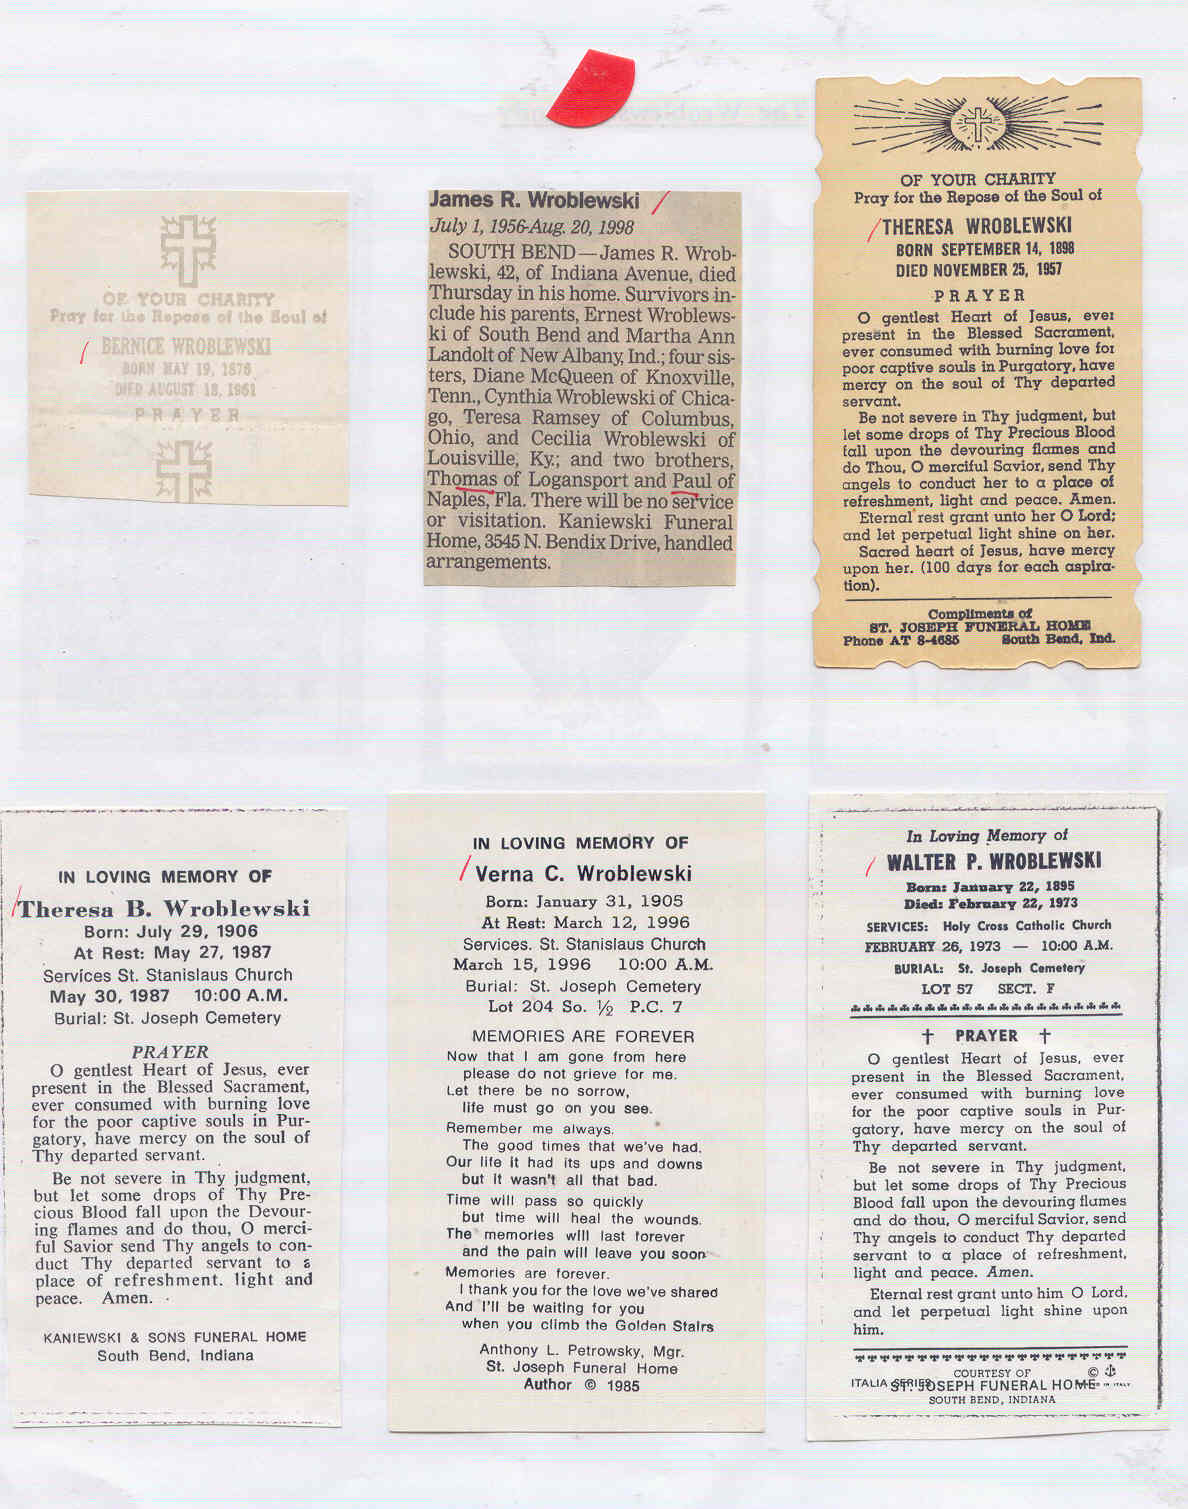 OF YOUR CHARITY
Pray for the Repose of the Soul of
BERNICE WROBLEWSKI
BORN MAY 19, 1876
DIED AUGUST 18, 1961
PRAYER
James R. Wroblewski
July 1, 1956-Aug. 20, 1998
SOUTH BEND—James R. Wrob-
lewski, 42, of Indiana Avenue, died
Thursday in his home. Survivors in-
clude his parents, Ernest Wroblews-
ki of South Bend and Martha Ann
Landolt of New Albany, Ind.; four sis-
ters, Diane McQueen of Knoxville,
Tenn., Cynthia Wroblewski of Chica-
go, Teresa Ramsey of Columbus,
Ohio, and Cecilia Wroblewski of
Louisville, Ky.; and two brothers,
Thomas of Logansport and Paul of
Naples, Fla. There will be no service
or visitation. Kaniewski Funeral
Home, 3545 N. Bendix Drive, handled
arrangements.
OF YOUR CHARITY
Pray for the Repose of the Soul of
THERESA WROBLEWSKI
BORN SEPTEMBER 14, 1898
DIED NOVEMBER 25, 1957
PRAYER
O gentlest Heart of Jesus, ever
present in the Blessed Sacrament,
ever consumed with burning love for
poor captive souls in Purgatory, have
mercy on the soul of Thy departed
servant.
Be not severe in Thy judgment, but
let some drops of Thy Precious Blood
fall upon the devouring flames and
do Thou, O merciful Savior, send Thy
angels to conduct her to a place of
refreshment, light and peace. Amen.
Eternal rest grant unto her O Lord;
and let perpetual light shine on her.
Sacred heart of Jesus, have mercy
upon her. (100 days for each aspira-
tion).
Compliments of
ST. JOSEPH FUNERAL HOME
Phone AT 8-4685 South Bend, Ind.
IN LOVING MEMORY OF
Theresa B. Wroblewski
Born: July 29, 1906
At Rest: May 27, 1987
Services St. Stanislaus Church
May 30, 1987 10:00 A.M.
Burial: St. Joseph Cemetery
PRAYER
O gentlest Heart of Jesus, ever
present in the Blessed Sacrament,
ever consumed with burning love
for the poor captive souls in Pur-
gatory, have mercy on the soul of
Thy departed servant.
Be not severe in Thy judgment,
but let some drops of Thy Pre-
cious Blood fall upon the Devour-
ing flames and do thou, O merci-
ful Savior send Thy angels to con-
duct Thy departed servant to a
place of refreshment. light and
peace. Amen.
KANIEWSKI & SONS FUNERAL HOME
South Bend, Indiana
IN LOVING MEMORY OF
Verna C. Wroblewski
Born: January 31, 1905
At Rest: March 12, 1996
Services. St. Stanislaus Church
March 15, 1996 10:00 A.M.
Burial: St. Joseph Cemetery
Lot 204 So. ½ P.C. 7
MEMORIES ARE FOREVER
Now that I am gone from here
please do not grieve for me.
Let there be no sorrow,
life must go on you see.
Remember me always.
The good times that we've had.
Our life it had its ups and downs
but it wasn't all that bad.
Time will pass so quickly
but time will heal the wounds.
The memories will last forever
and the pain will leave you soon
Memories are forever.
I thank you for the love we've shared
And I'll be waiting for you
when you climb the Golden Stairs
Anthony L. Petrowsky, Mgr.
St. Joseph Funeral Home
Author © 1985
In Loving Memory of
WALTER P. WROBLEWSKI
Born: January 22, 1895
Died: February 22, 1973
SERVICES: Holy Cross Catholic Church
FEBRUARY 26, 1973 — 10:00 A.M.
BURIAL: St. Joseph Cemetery
LOT 57 SECT. F
† PRAYER †
O gentlest Heart of Jesus, ever
present in the Blessed Sacrament,
ever consumed with burning love
for the poor captive souls in Pur-
gatory, have mercy on the soul of
Thy departed servant.
Be not severe in Thy judgment,
but let some drops of Thy Precious
Blood fall upon the devouring flames
and do thou, O merciful Savior, send
Thy angels to conduct Thy departed
servant to a place of refreshment,
light and peace. Amen.
Eternal rest grant unto him O Lord,
and let perpetual light shine upon
him.
COURTESY OF ©
ITALIA SERIES ST. JOSEPH FUNERAL HOME IN ITALY
SOUTH BEND, INDIANA